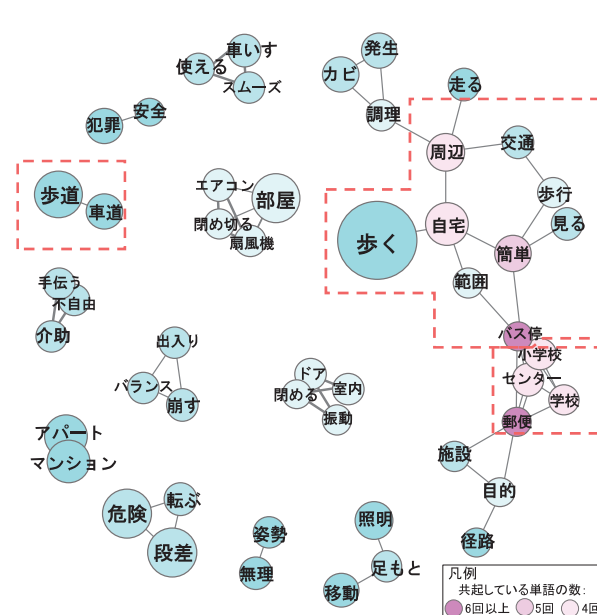 車いす
使える
スムーズ
発生
カビ
調理
走る
犯罪
安全
周辺
交通
歩道
車道
エアコン
部屋
閉め切る
扇風機
歩行
見る
歩く
自宅
簡単
手伝う
不自由
介助
範囲
出入り
バランス
崩す
バス停
小学校
センター
学校
郵便
ドア
閉める
室内
振動
アパート
マンション
施設
目的
危険
転ぶ
段差
姿勢
無理
照明
足もと
移動
径路
凡例
共起している単語の数:
6回以上 5回 4回